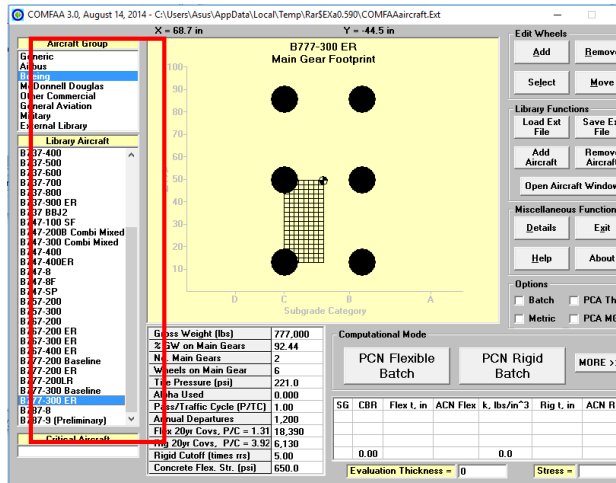 COMFAA 3.0, August 14, 2014 - C:\Users\Asus\AppData\Local\Temp\Rar$EXa0.590\COMFAAaircraft.Ext
Aircraft Group
Generic
Airbus
Boeing
McDonnell Douglas
Other Commercial
General Aviation
Military
External Library
Library Aircraft
B737-400
B737-500
B737-600
B737-700
B737-800
B737-900 ER
B737 BBJ2
B747-100 SF
B747-200B Combi Mixed
B747-300 Combi Mixed
B747-400
B747-400ER
B747-8
B747-8F
B747-SP
B757-200
B757-300
B767-200
B767-200 ER
B767-300 ER
B767-400 ER
B777-200 Baseline
B777-200 ER
B777-200LR
B777-300 Baseline
B777-300 ER
B787-8
B787-9 (Preliminary)
Critical Aircraft
X = 68.7 in Y = -44.5 in
B777-300 ER
Main Gear Footprint
100
90
80
70
60
50
40
30
20
10
D C B A
Subgrade Category
Gross Weight (lbs) 777,000
% GW on Main Gears 92.44
No. Main Gears 2
Wheels on Main Gear 6
Tire Pressure (psi) 221.0
Alpha Used 0.000
Pass/Traffic Cycle (P/TC) 1.00
Annual Departures 1,200
Flex 20yr Covs, P/C = 1.31 18,390
Rig 20yr Covs, P/C = 3.92 6,130
Rigid Cutoff (times rrs) 5.00
Concrete Flex. Str. (psi) 650.0
Edit Wheels
Add Remove
Select Move
Library Functions
Load Ext File Save Ex File
Add Aircraft Remove Aircraft
Open Aircraft Window
Miscellaneous Function
Details Exit
Help About
Options
Batch PCA Th
Metric PCA MG
Computational Mode
PCN Flexible Batch PCN Rigid Batch MORE >>
SG CBR Flex t, in ACN Flex k, lbs/in^3 Rig t, in ACN R
0.00 0.0
Evaluation Thickness = 0 Stress =